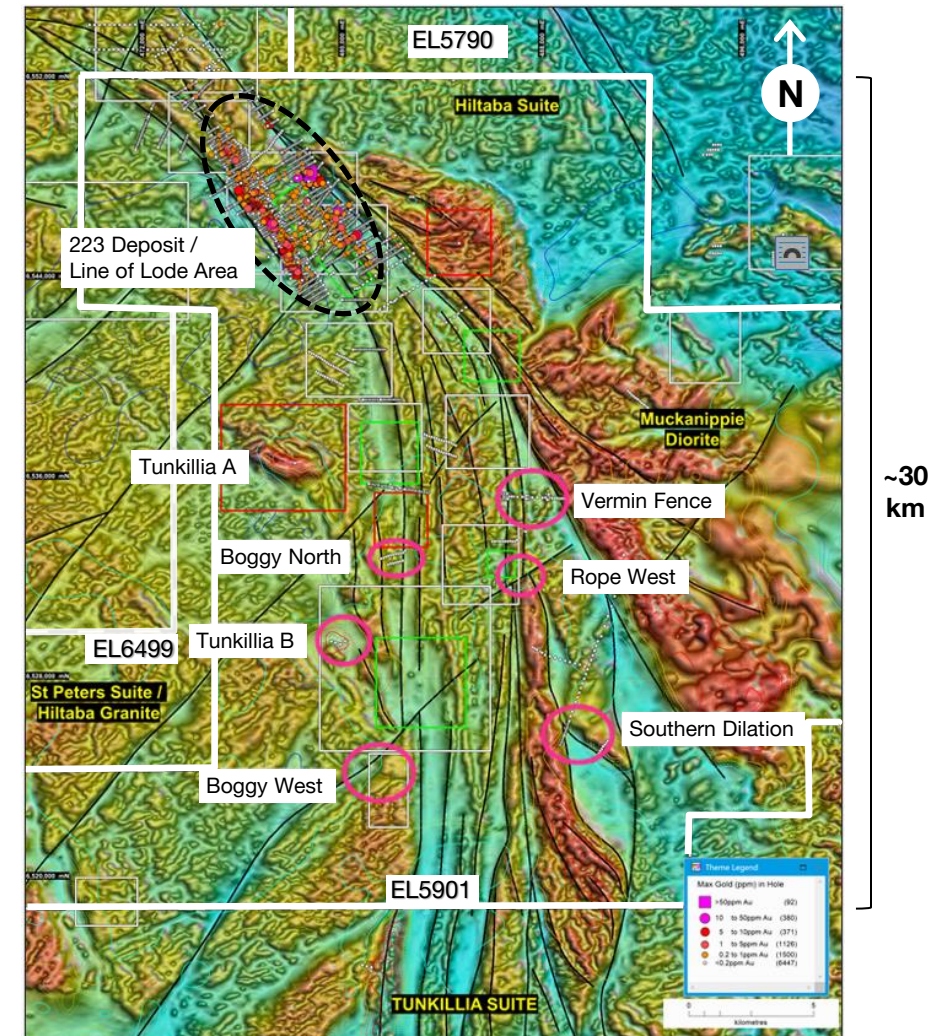 EL5790
6,552,000 mN
Hiltaba Suite
N
223 Deposit /
Line of Lode Area
6,544,000 mN
Muckanippie
Diorite
Tunkillia A
6,536,000 mN
~30
km
Vermin Fence
Boggy North
Rope West
EL6499
Tunkillia B
6,528,000 mN
St Peters Suite /
Hiltaba Granite
Southern Dilation
Boggy West
6,520,000 mN
EL5901
Theme Legend
Max Gold (ppm) in Hole
>50ppm Au (92)
10 to 50ppm Au (380)
5 to 10ppm Au (371)
1 to 5ppm Au (1126)
0.2 to 1ppm Au (1500)
<0.2ppm Au (6447)
TUNKILLIA SUITE
0 5
kilometres